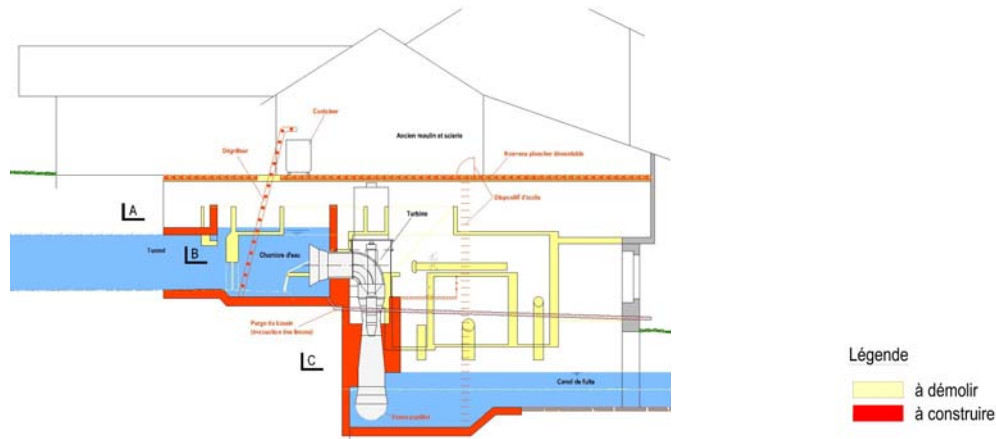 Conteneur
Ancien moulin et scierie
Dégrilleur
Nouveau plancher démontable
Dispositif d'accès
A
Turbine
B
Tunnel
Chambre d'eau
Purge du bassin
(évacuation des limons)
C
Canal de fuite
Légende
à démolir
à construire